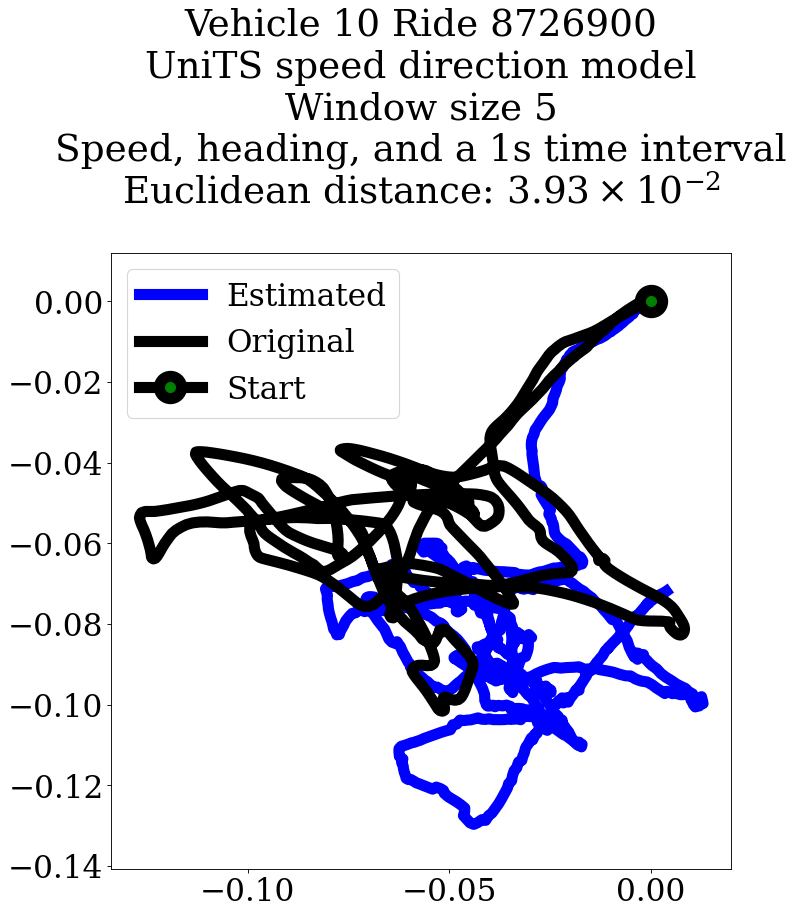 Vehicle 10 Ride 8726900
UniTS speed direction model
Window size 5
Speed, heading, and a 1s time interval
Euclidean distance: 3.93 × 10⁻²
Estimated
Original
Start
0.00
−0.02
−0.04
−0.06
−0.08
−0.10
−0.12
−0.14
−0.10
−0.05
0.00